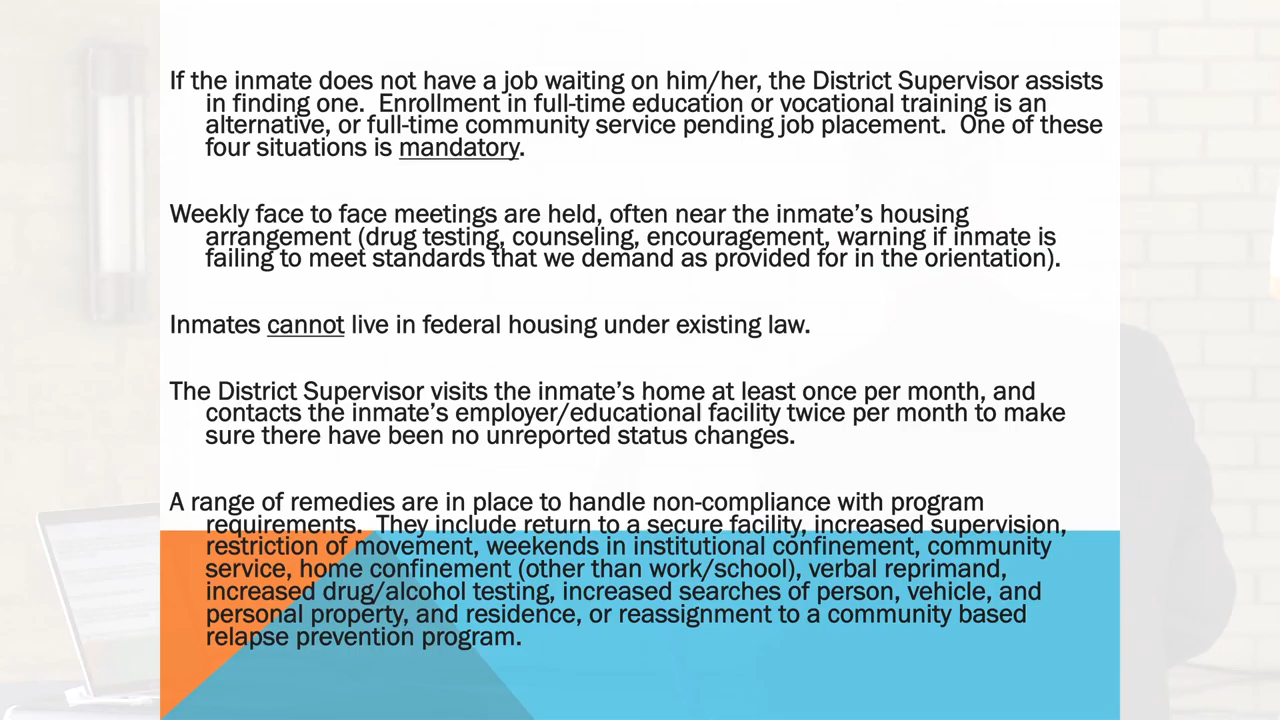 If the inmate does not have a job waiting on him/her, the District Supervisor assists
in finding one.  Enrollment in full-time education or vocational training is an
alternative, or full-time community service pending job placement.  One of these
four situations is mandatory.
Weekly face to face meetings are held, often near the inmate’s housing
arrangement (drug testing, counseling, encouragement, warning if inmate is
failing to meet standards that we demand as provided for in the orientation).
Inmates cannot live in federal housing under existing law.
The District Supervisor visits the inmate’s home at least once per month, and
contacts the inmate’s employer/educational facility twice per month to make
sure there have been no unreported status changes.
A range of remedies are in place to handle non-compliance with program
requirements.  They include return to a secure facility, increased supervision,
restriction of movement, weekends in institutional confinement, community
service, home confinement (other than work/school), verbal reprimand,
increased drug/alcohol testing, increased searches of person, vehicle, and
personal property, and residence, or reassignment to a community based
relapse prevention program.